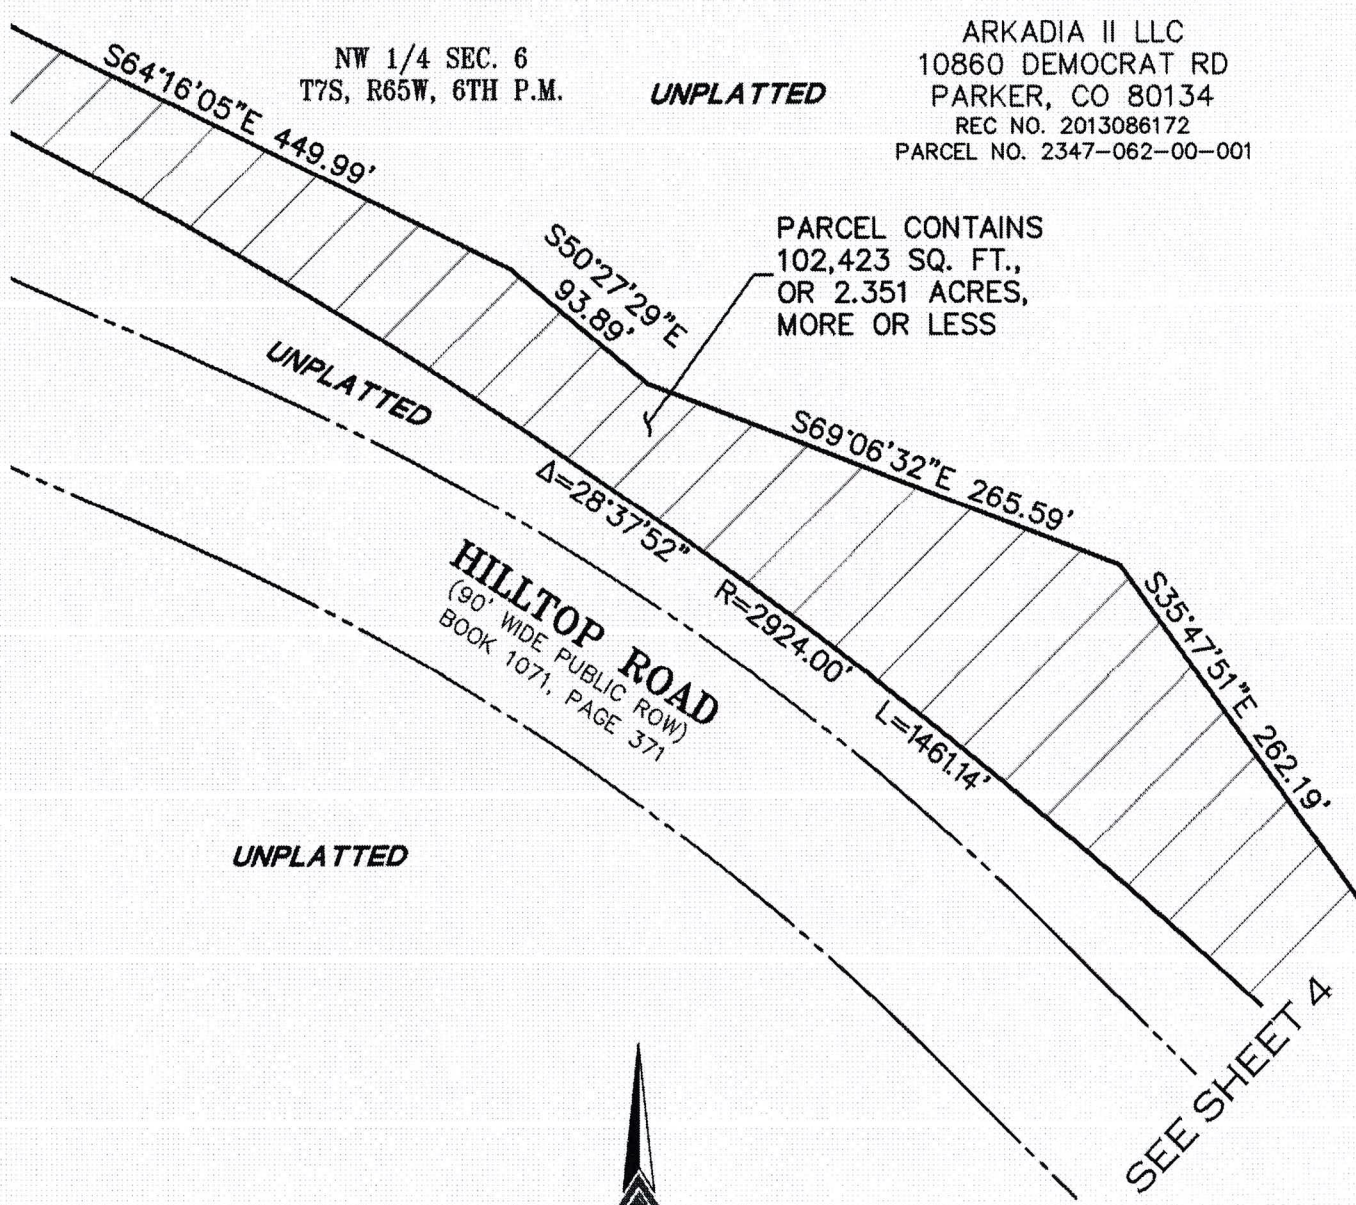 NW 1/4 SEC. 6
T7S, R65W, 6TH P.M.
UNPLATTED
ARKADIA II LLC
10860 DEMOCRAT RD
PARKER, CO 80134
REC NO. 2013086172
PARCEL NO. 2347-062-00-001
S64°16'05"E 449.99'
S50°27'29"E
93.89'
PARCEL CONTAINS
102,423 SQ. FT.,
OR 2.351 ACRES,
MORE OR LESS
UNPLATTED
S69°06'32"E 265.59'
Δ=28°37'52"
R=2924.00'
L=1461.14'
S35°47'51"E 262.19'
HILLTOP ROAD
(90' WIDE PUBLIC ROW)
BOOK 1071, PAGE 371
UNPLATTED
SEE SHEET 4